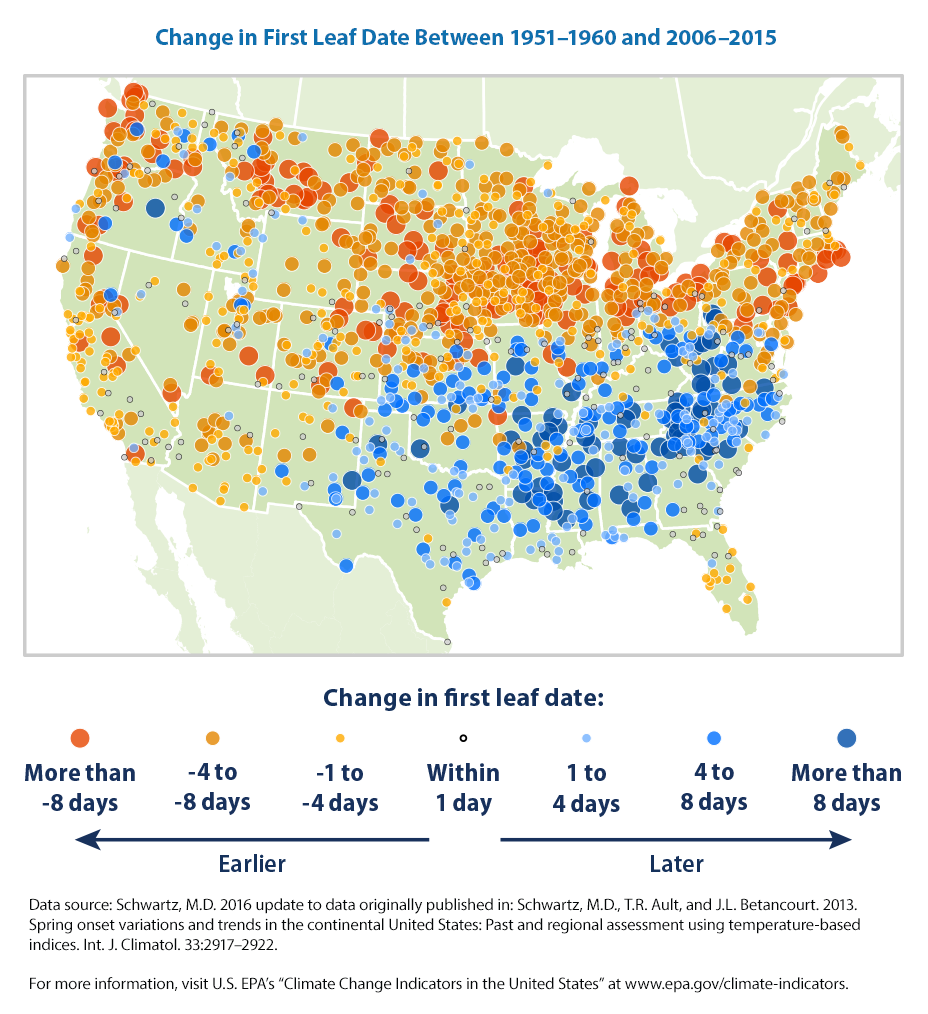 Change in First Leaf Date Between 1951–1960 and 2006–2015
Change in first leaf date:
More than -4 to -1 to Within 1 to 4 to More than
-8 days -8 days -4 days 1 day 4 days 8 days 8 days
Earlier Later
Data source: Schwartz, M.D. 2016 update to data originally published in: Schwartz, M.D., T.R. Ault, and J.L. Betancourt. 2013.
Spring onset variations and trends in the continental United States: Past and regional assessment using temperature-based
indices. Int. J. Climatol. 33:2917–2922.
For more information, visit U.S. EPA’s “Climate Change Indicators in the United States” at www.epa.gov/climate-indicators.